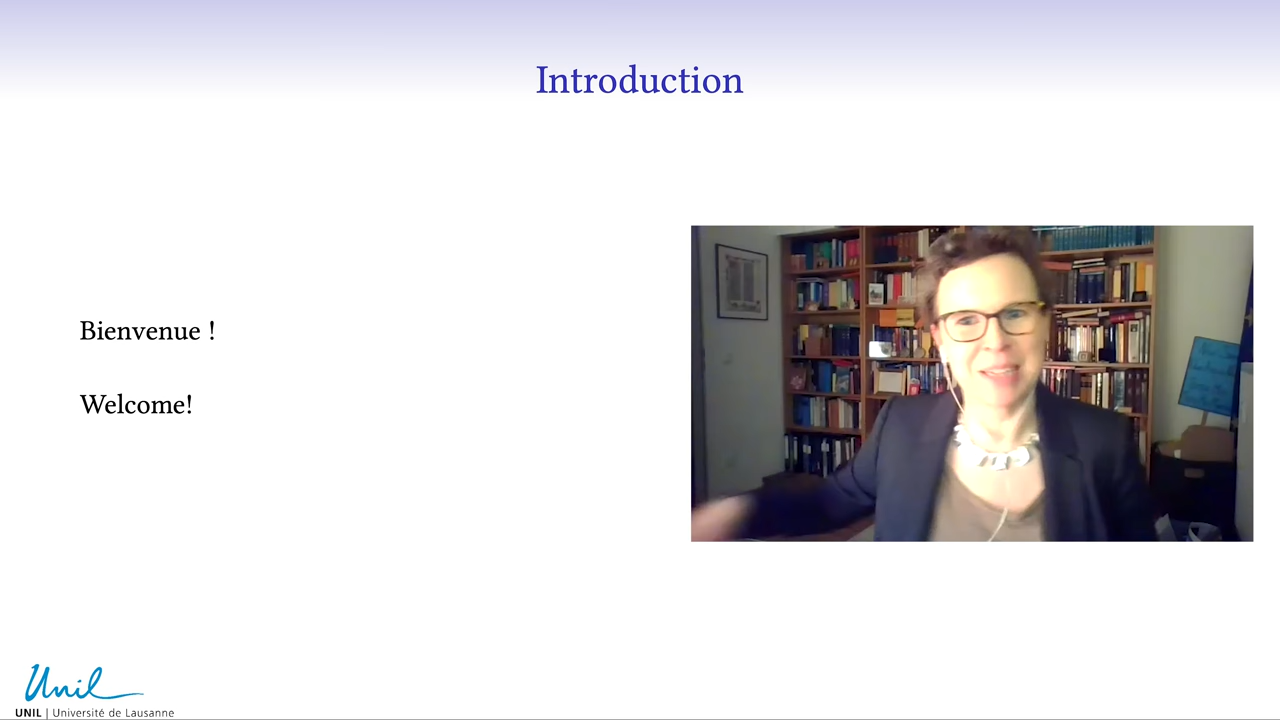 Introduction
Bienvenue !
Welcome!
Unil
UNIL | Université de Lausanne